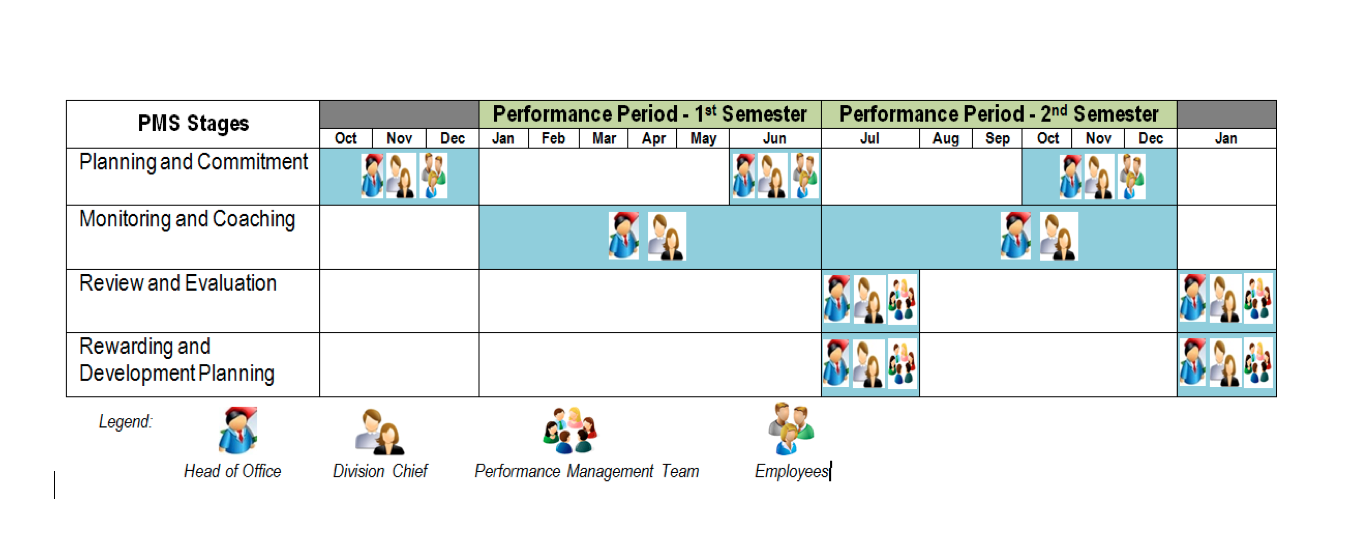 PMS Stages
Performance Period - 1st Semester
Performance Period - 2nd Semester
Oct Nov Dec Jan Feb Mar Apr May Jun Jul Aug Sep Oct Nov Dec Jan
Planning and Commitment
Monitoring and Coaching
Review and Evaluation
Rewarding and
Development Planning
Legend:
Head of Office Division Chief Performance Management Team Employees